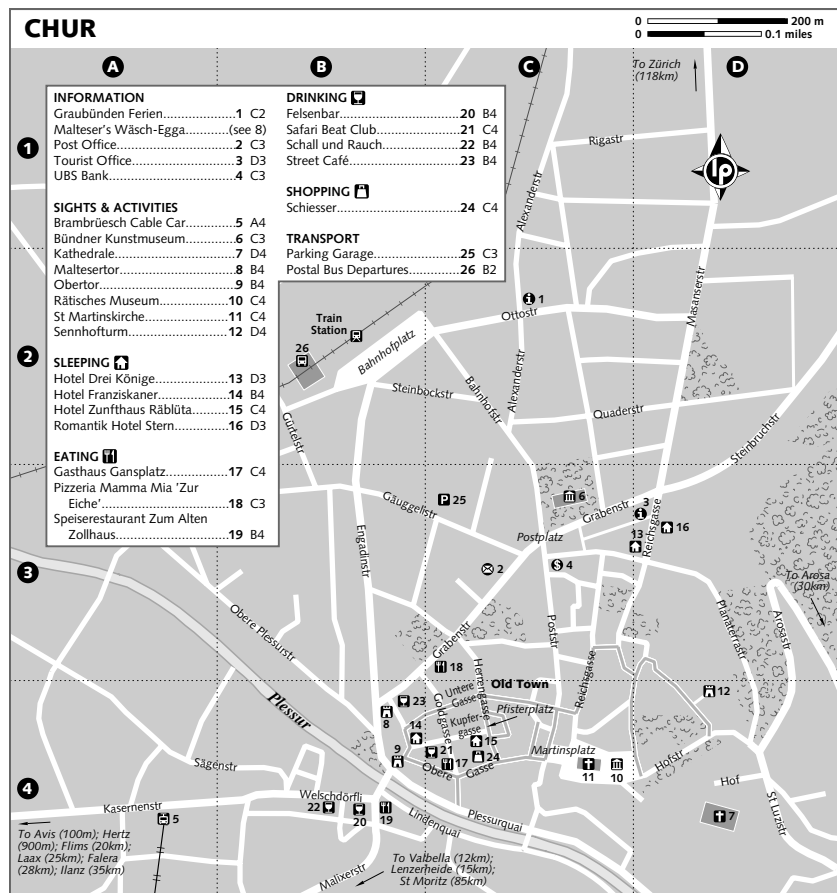 CHUR
0 200 m
0 0.1 miles
A
B
C
D
1
2
3
4
INFORMATION
Graubünden Ferien....................1 C2
Malteser's Wäsch-Egga...........(see 8)
Post Office................................2 C3
Tourist Office............................3 D3
UBS Bank..................................4 C3
SIGHTS & ACTIVITIES
Brambrüesch Cable Car.............5 A4
Bündner Kunstmuseum.............6 C3
Kathedrale................................7 D4
Maltesertor...............................8 B4
Obertor.....................................9 B4
Rätisches Museum..................10 C4
St Martinskirche......................11 C4
Sennhofturm...........................12 D4
SLEEPING
Hotel Drei Könige...................13 D3
Hotel Franziskaner..................14 B4
Hotel Zunfthaus Räblüta.........15 C4
Romantik Hotel Stern..............16 D3
EATING
Gasthaus Gansplatz.................17 C4
Pizzeria Mamma Mia 'Zur
Eiche'..................................18 C3
Speiserestaurant Zum Alten
Zollhaus..............................19 B4
DRINKING
Felsenbar................................20 B4
Safari Beat Club......................21 C4
Schall und Rauch....................22 B4
Street Café..............................23 B4
SHOPPING
Schiesser.................................24 C4
TRANSPORT
Parking Garage........................25 C3
Postal Bus Departures.............26 B2
To Zürich
(118km)
lp
Rigastr
Alexanderstr
Masanserstr
1
Ottostr
Train
Station
26
Bahnhofplatz
Steinbockstr
Bahnhofstr
Alexanderstr
Quaderstr
Steinbruchstr
Gürtelstr
P 25
Gäuggelistr
6
Grabenstr
3
16
13
Reichsgasse
Postplatz
2
$ 4
Engadinstr
To Arosa
(30km)
Obere Plessurstr
Grabenstr
Poststr
Planaterrastr
Arosastr
18
Herrengasse
Old Town
Reichsgasse
12
Untere
Gasse
Goldgasse
Pfisterplatz
Kupfer-
gasse
Plessur
23
8
14
15
21
9
17
24
Obere Gasse
Martinsplatz
11
10
Hofstr
Hof
7
St Luzistr
Sägenstr
Kasernenstr
5
Welschdörfli
22
20
19
Lindenquai
Plessurquai
Malixerstr
To Avis (100m); Hertz
(900m); Flims (20km);
Laax (25km); Falera
(28km); Ilanz (35km)
To Valbella (12km);
Lenzerheide (15km);
St Moritz (85km)